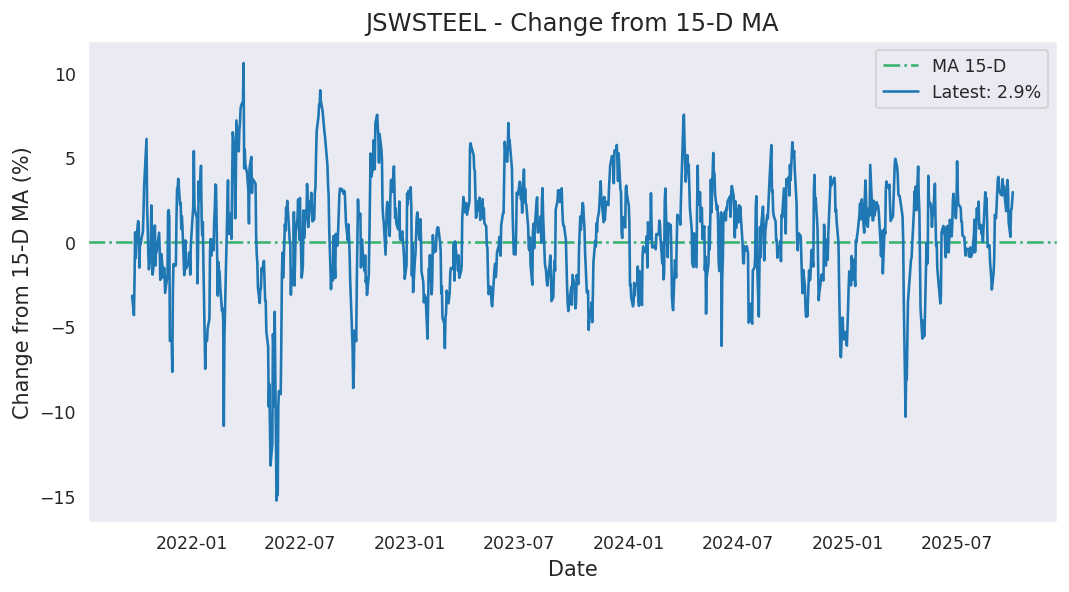 JSWSTEEL - Change from 15-D MA
MA 15-D
Latest: 2.9%
Change from 15-D MA (%)
10
5
0
−5
−10
−15
2022-01
2022-07
2023-01
2023-07
2024-01
2024-07
2025-01
2025-07
Date